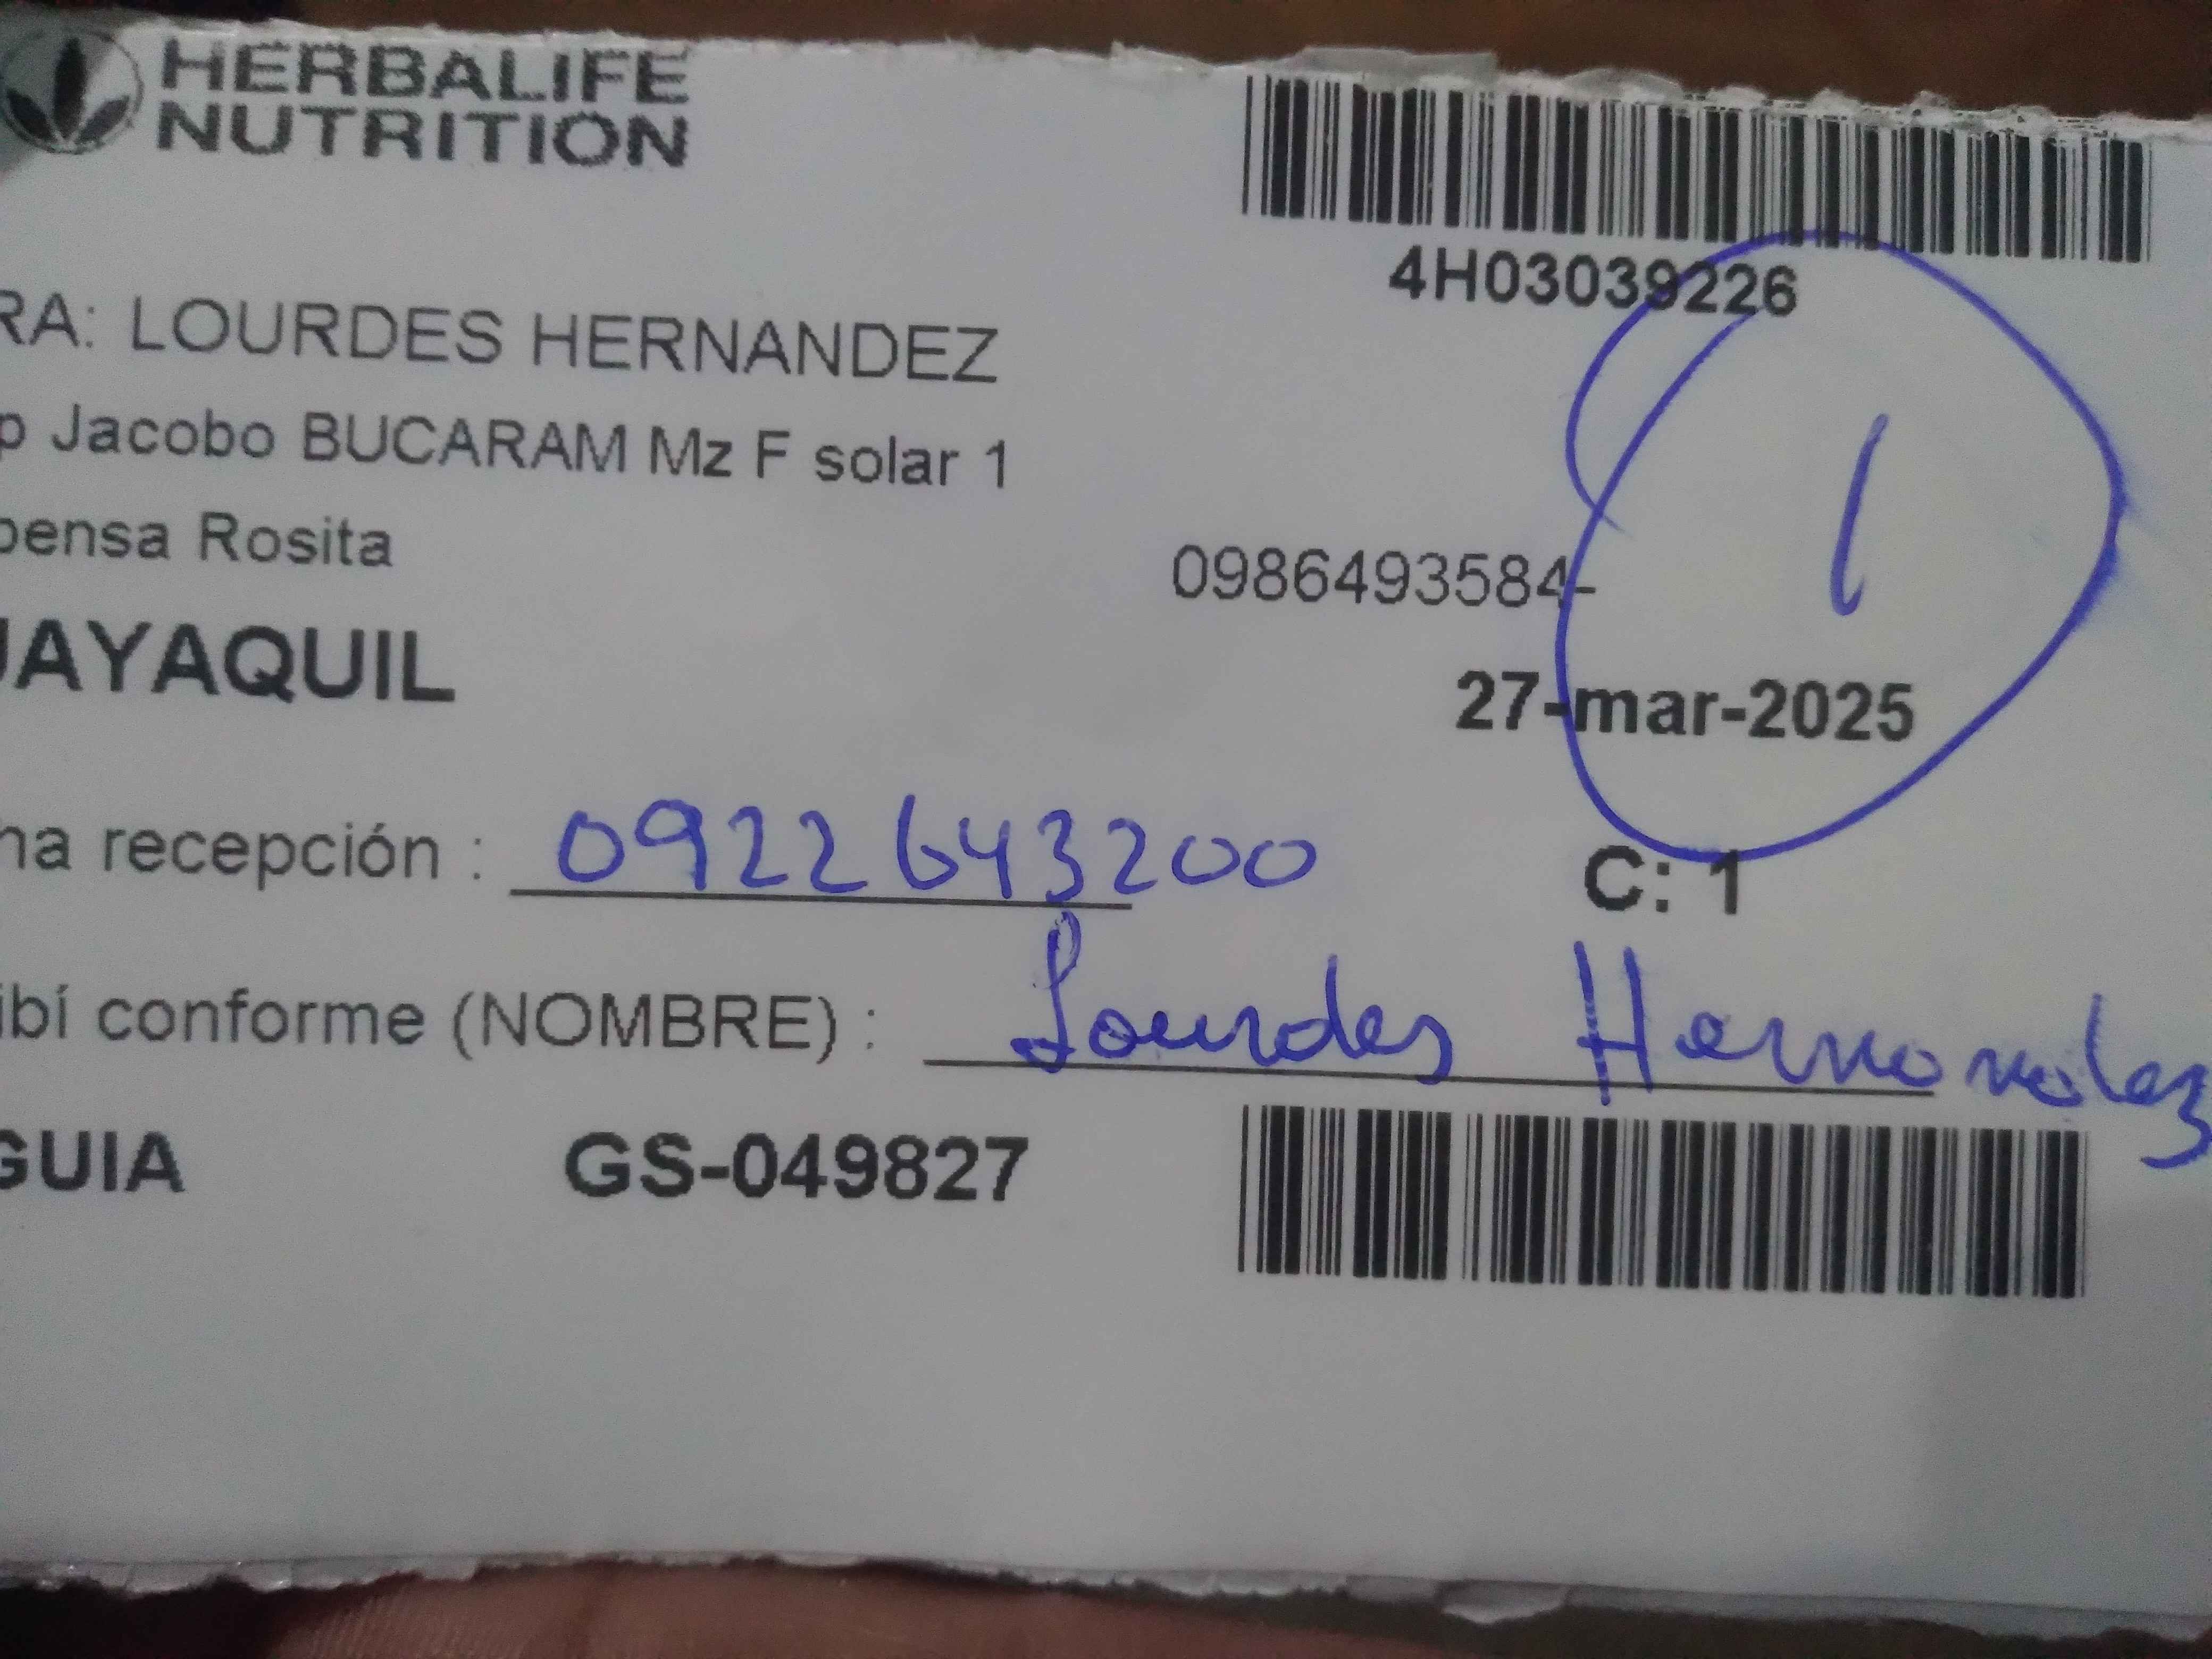 HERBALIFE
NUTRITION
4H03039226
RA: LOURDES HERNANDEZ
p Jacobo BUCARAM Mz F solar 1
pensa Rosita
0986493584-
1
UAYAQUIL
27-mar-2025
ha recepción : 0922643200
C: 1
ibí conforme (NOMBRE) : Lourdes Hernandez
GUIA GS-049827